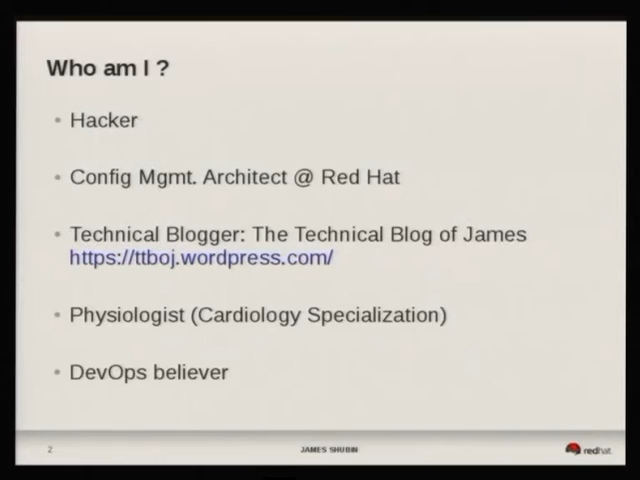 Who am I ?
• Hacker
• Config Mgmt. Architect @ Red Hat
• Technical Blogger: The Technical Blog of James
https://ttboj.wordpress.com/
• Physiologist (Cardiology Specialization)
• DevOps believer
2
JAMES SHUBIN
redhat.